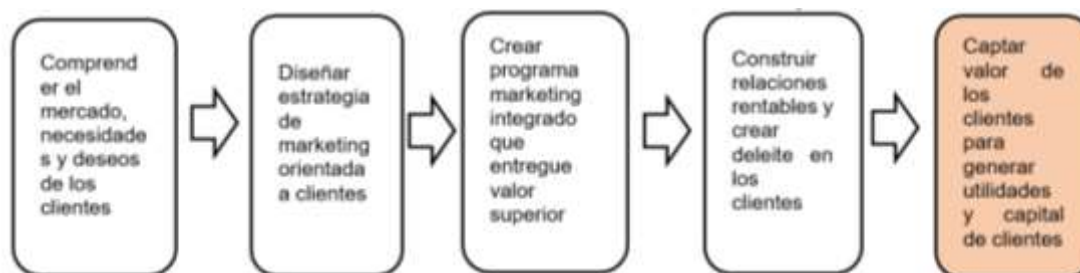 Comprend
er el
mercado,
necesidade
s y deseos
de los
clientes
Diseñar
estrategia
de
marketing
orientada
a clientes
Crear
programa
marketing
integrado
que
entregue
valor
superior
Construir
relaciones
rentables y
crear
deleite en
los
clientes
Captar
valor de
los
clientes
para
generar
utilidades
y capital
de clientes